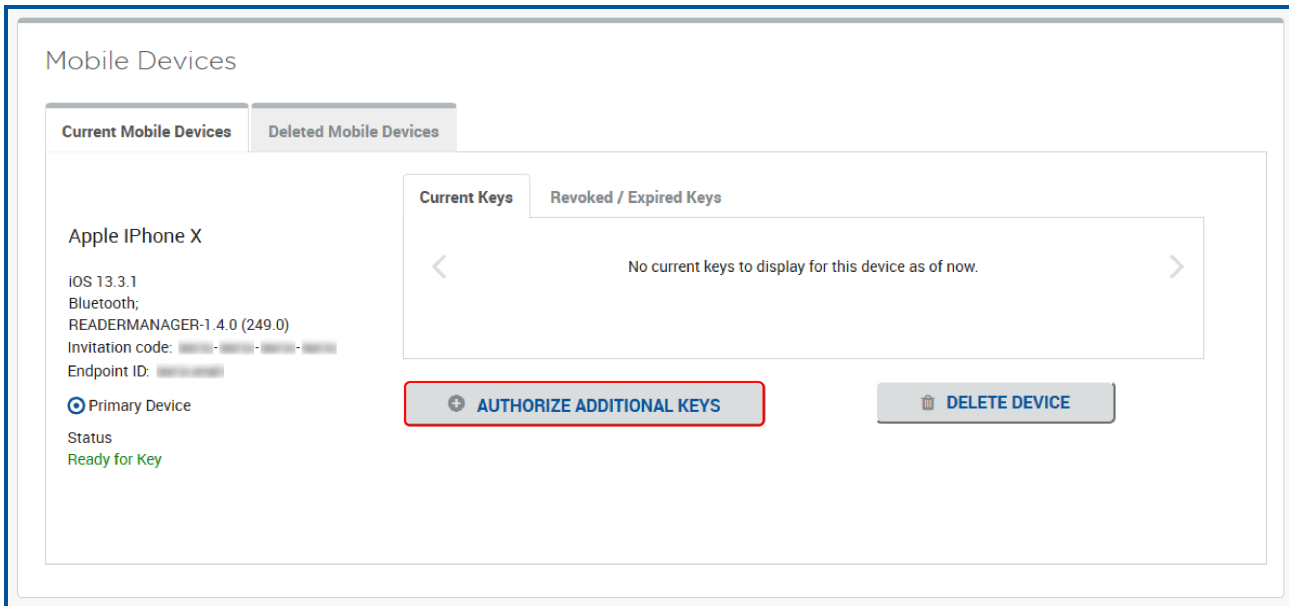 Mobile Devices
Current Mobile Devices
Deleted Mobile Devices
Current Keys
Revoked / Expired Keys
Apple IPhone X
No current keys to display for this device as of now.
iOS 13.3.1
Bluetooth;
READERMANAGER-1.4.0 (249.0)
Invitation code:
Endpoint ID:
Primary Device
AUTHORIZE ADDITIONAL KEYS
DELETE DEVICE
Status
Ready for Key